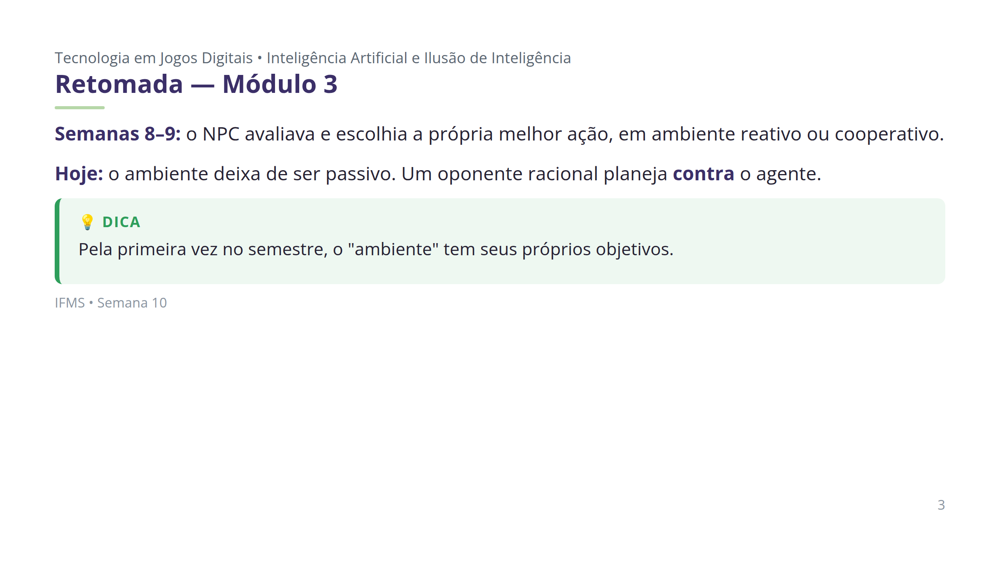 Tecnologia em Jogos Digitais • Inteligência Artificial e Ilusão de Inteligência
Retomada — Módulo 3
Semanas 8–9: o NPC avaliava e escolhia a própria melhor ação, em ambiente reativo ou cooperativo.
Hoje: o ambiente deixa de ser passivo. Um oponente racional planeja contra o agente.
💡 DICA
Pela primeira vez no semestre, o "ambiente" tem seus próprios objetivos.
IFMS • Semana 10
3